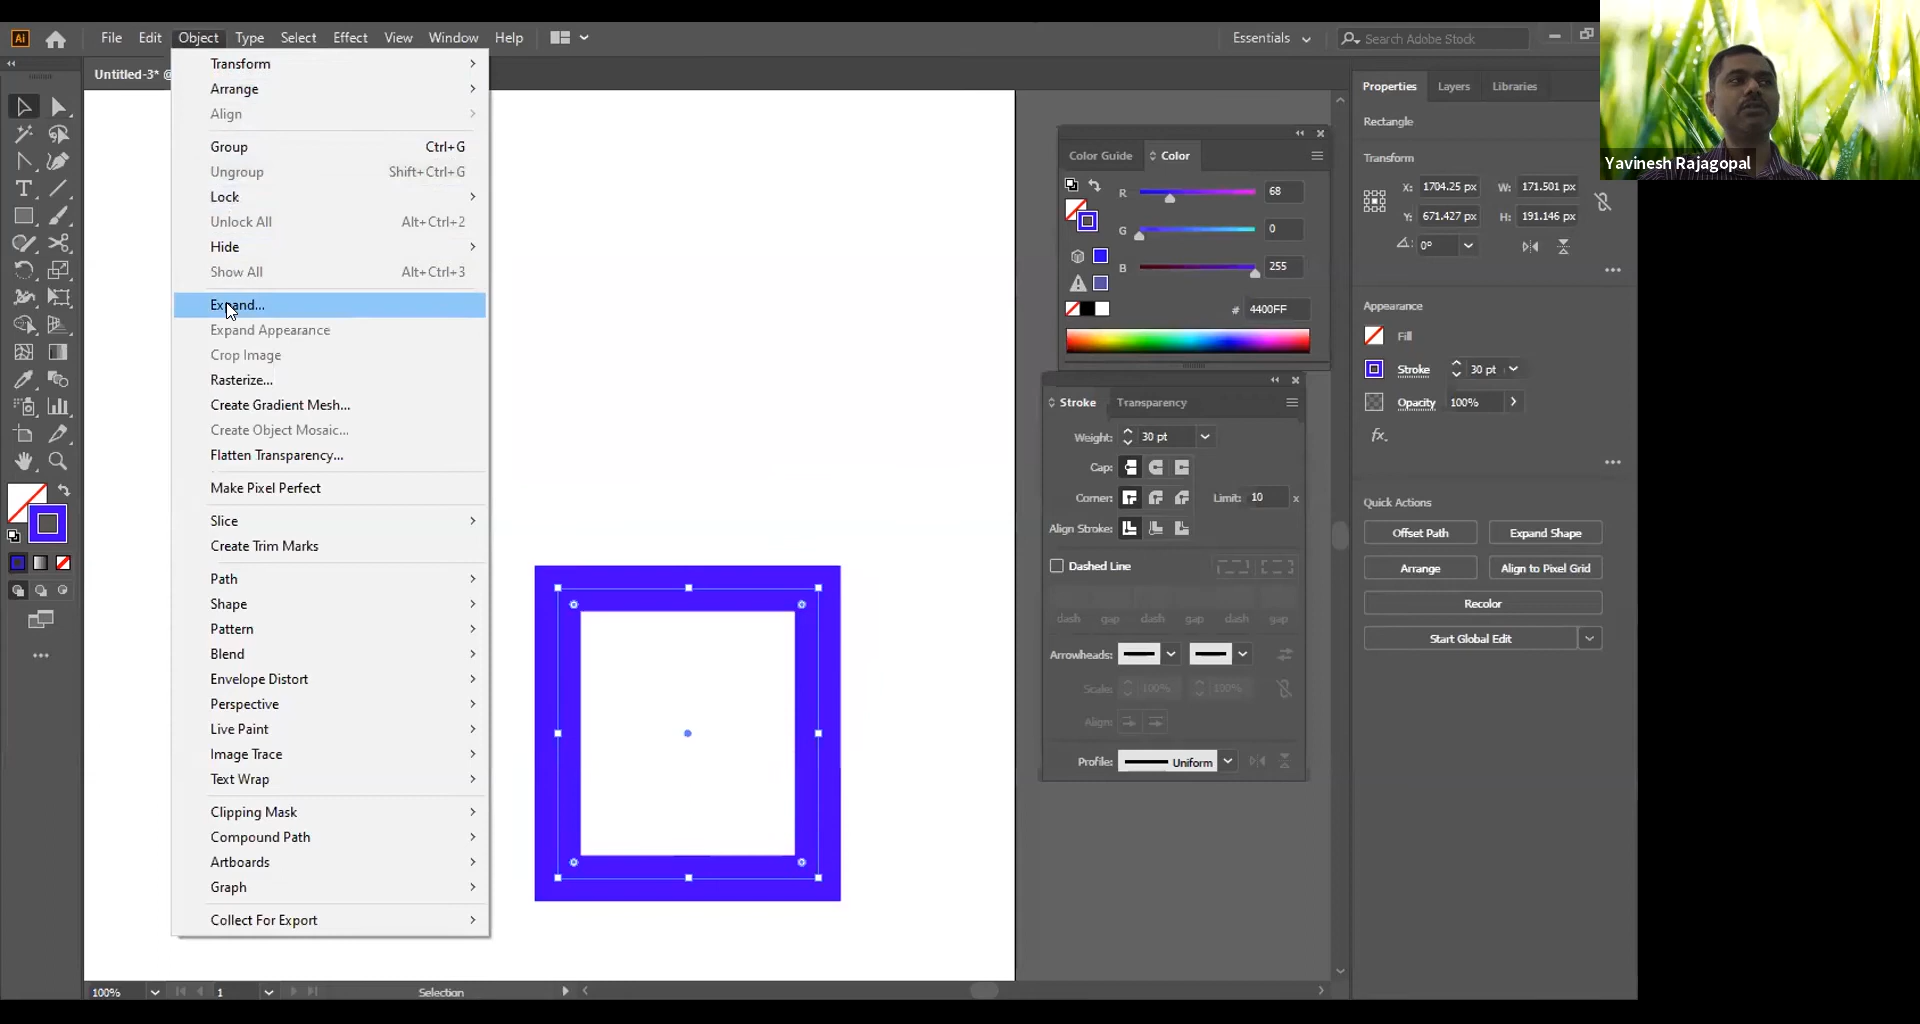 Ai File Edit Object Type Select Effect View Window Help Essentials Search Adobe Stock
Untitled-3* @
Transform
Arrange
Align
Group Ctrl+G
Ungroup Shift+Ctrl+G
Lock
Unlock All Alt+Ctrl+2
Hide
Show All Alt+Ctrl+3
Expand...
Expand Appearance
Crop Image
Rasterize...
Create Gradient Mesh...
Create Object Mosaic...
Flatten Transparency...
Make Pixel Perfect
Slice
Create Trim Marks
Path
Shape
Pattern
Blend
Envelope Distort
Perspective
Live Paint
Image Trace
Text Wrap
Clipping Mask
Compound Path
Artboards
Graph
Collect For Export
100% 1 Selection
Color Guide Color
R 68
G 0
B 255
# 4400FF
Stroke Transparency
Weight: 30 pt
Cap:
Corner: Limit: 10 x
Align Stroke:
Dashed Line
dash gap dash gap dash gap
Arrowheads:
Scale: 100% 100%
Align:
Profile: Uniform
Properties Layers Libraries
Rectangle
Transform
X: 1704.25 px W: 171.501 px
Y: 671.427 px H: 191.146 px
0°
Appearance
Fill
Stroke 30 pt
Opacity 100%
fx.
Quick Actions
Offset Path Expand Shape
Arrange Align to Pixel Grid
Recolor
Start Global Edit
Yavinesh Rajagopal